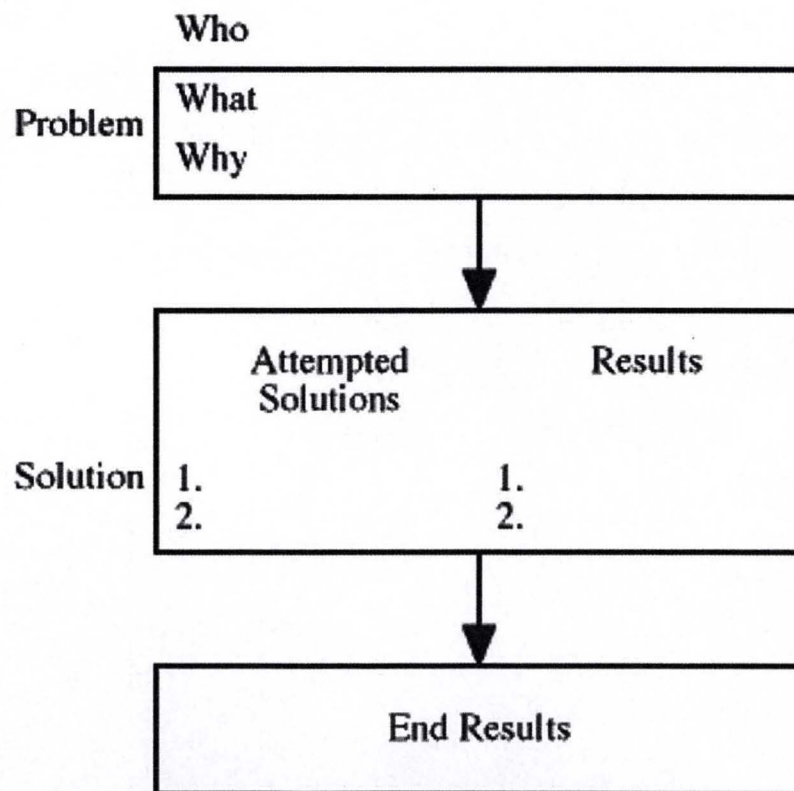 Who
What
Problem
Why
Attempted
Solutions
Results
Solution
1.
2.
1.
2.
End Results